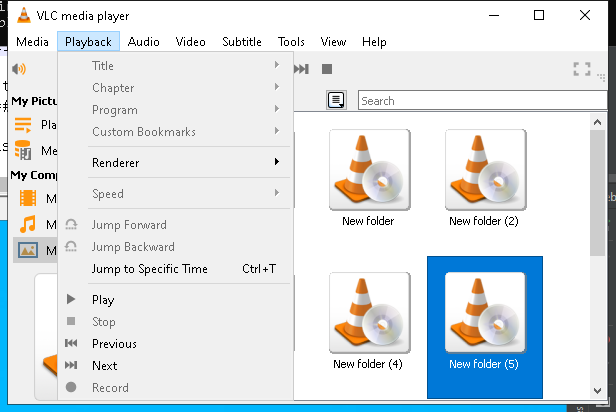 VLC media player
Media Playback Audio Video Subtitle Tools View Help
Title
Chapter
Program
Custom Bookmarks
Renderer
Speed
Jump Forward
Jump Backward
Jump to Specific Time Ctrl+T
Play
Stop
Previous
Next
Record
Search
My Pictu
Pla
Me
My Comp
M
M
M
New folder
New folder (2)
New folder (4)
New folder (5)